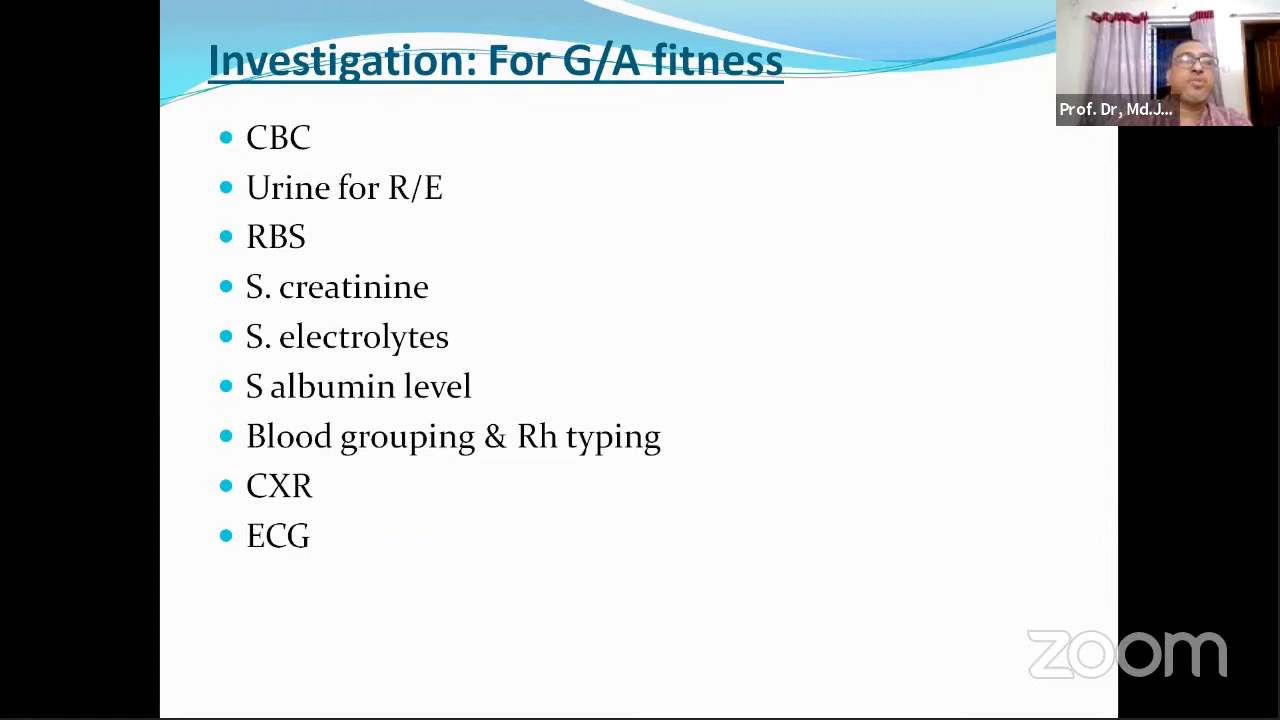 Investigation: For G/A fitness
Prof. Dr, Md.J...
CBC
Urine for R/E
RBS
S. creatinine
S. electrolytes
S albumin level
Blood grouping & Rh typing
CXR
ECG
zoom